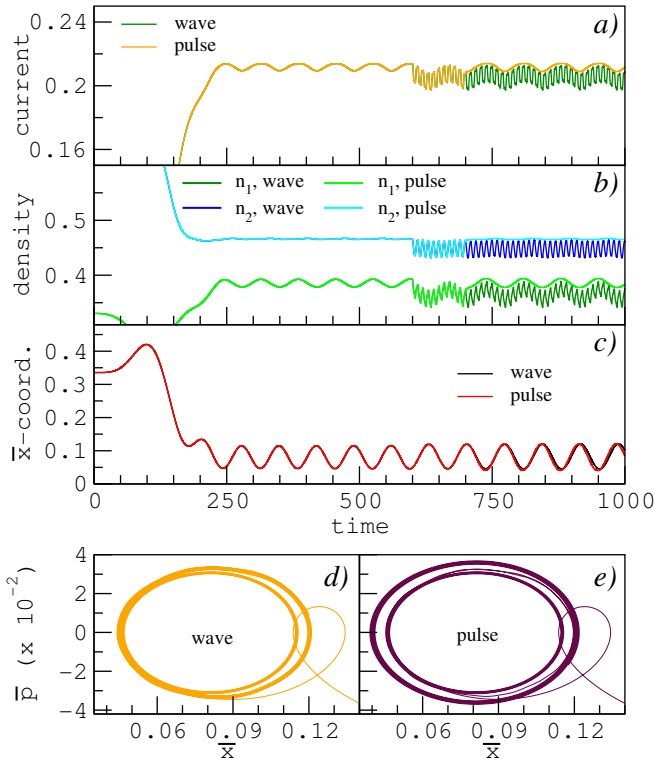 0.24
0.2
0.16
current
wave
pulse
a)
0.5
0.4
density
n1, wave
n1, pulse
n2, wave
n2, pulse
b)
0.4
0.3
0.2
0.1
0
x̅-coord.
wave
pulse
c)
0 250 500 750 1000
time
4
2
0
-2
-4
p̅ (x 10^-2)
wave
d)
pulse
e)
0.06 0.09 0.12
0.06 0.09 0.12
x̅
x̅